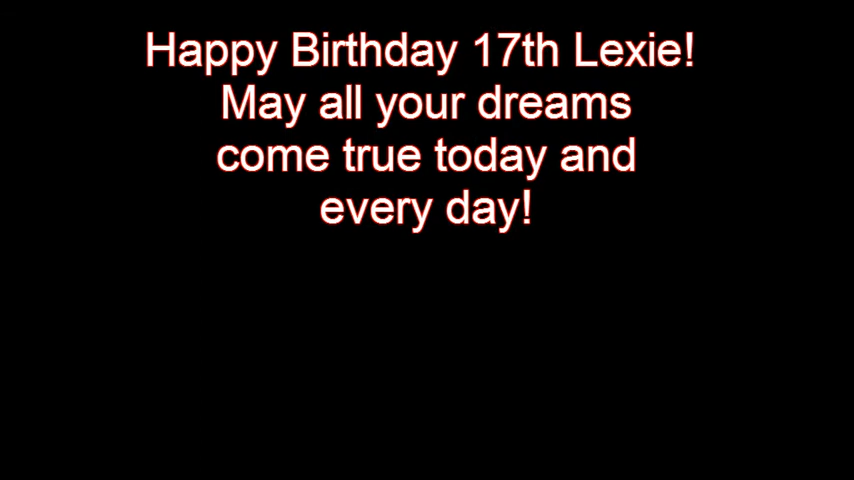 Happy Birthday 17th Lexie!
May all your dreams
come true today and
every day!